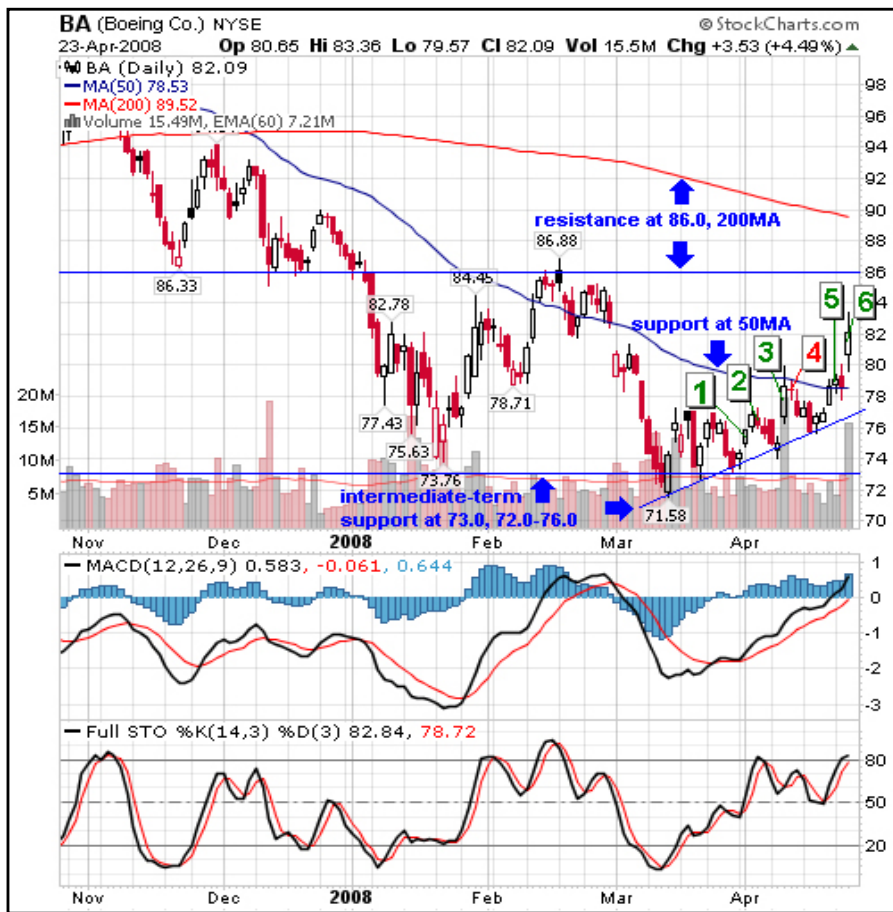 BA (Boeing Co.) NYSE © StockCharts.com
23-Apr-2008 Op 80.65 Hi 83.36 Lo 79.57 Cl 82.09 Vol 15.5M Chg +3.53 (+4.49%)
BA (Daily) 82.09
MA(50) 78.53
MA(200) 89.52
Volume 15.49M, EMA(60) 7.21M
98
96
94
92
90
88
86
84
82
80
78
76
74
72
70
resistance at 86.0, 200MA
86.88
86.33
84.45
82.78
support at 50MA
5
6
3
4
1
2
78.71
77.43
75.63
73.76
71.58
20M
15M
10M
5M
intermediate-term
support at 73.0, 72.0-76.0
Nov Dec 2008 Feb Mar Apr
MACD(12,26,9) 0.583, -0.061, 0.644
1
0
-1
-2
-3
Full STO %K(14,3) %D(3) 82.84, 78.72
80
50
20
Nov Dec 2008 Feb Mar Apr